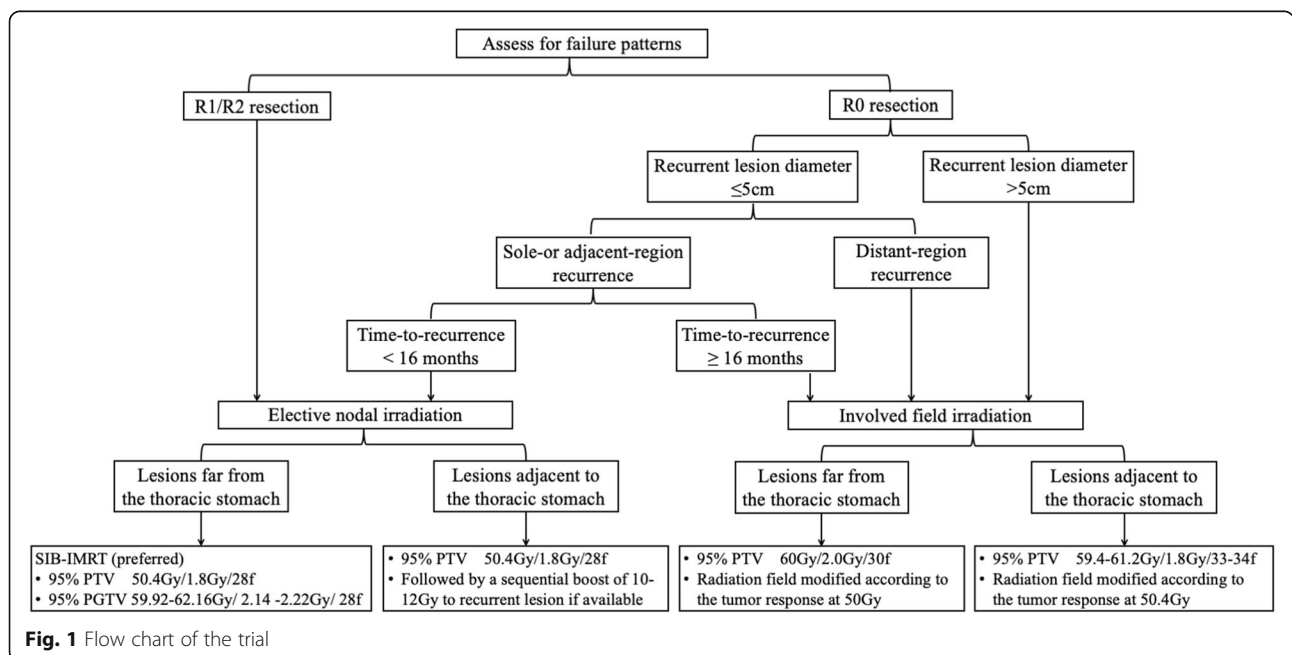 Assess for failure patterns
R1/R2 resection
R0 resection
Recurrent lesion diameter
≤5cm
Recurrent lesion diameter
>5cm
Sole-or adjacent-region
recurrence
Distant-region
recurrence
Time-to-recurrence
< 16 months
Time-to-recurrence
≥ 16 months
Elective nodal irradiation
Involved field irradiation
Lesions far from
the thoracic stomach
Lesions adjacent to
the thoracic stomach
Lesions far from
the thoracic stomach
Lesions adjacent to
the thoracic stomach
SIB-IMRT (preferred)
• 95% PTV 50.4Gy/1.8Gy/28f
• 95% PGTV 59.92-62.16Gy/ 2.14 -2.22Gy/ 28f
• 95% PTV 50.4Gy/1.8Gy/28f
• Followed by a sequential boost of 10-
12Gy to recurrent lesion if available
• 95% PTV 60Gy/2.0Gy/30f
• Radiation field modified according to
the tumor response at 50Gy
• 95% PTV 59.4-61.2Gy/1.8Gy/33-34f
• Radiation field modified according to
the tumor response at 50.4Gy
Fig. 1 Flow chart of the trial